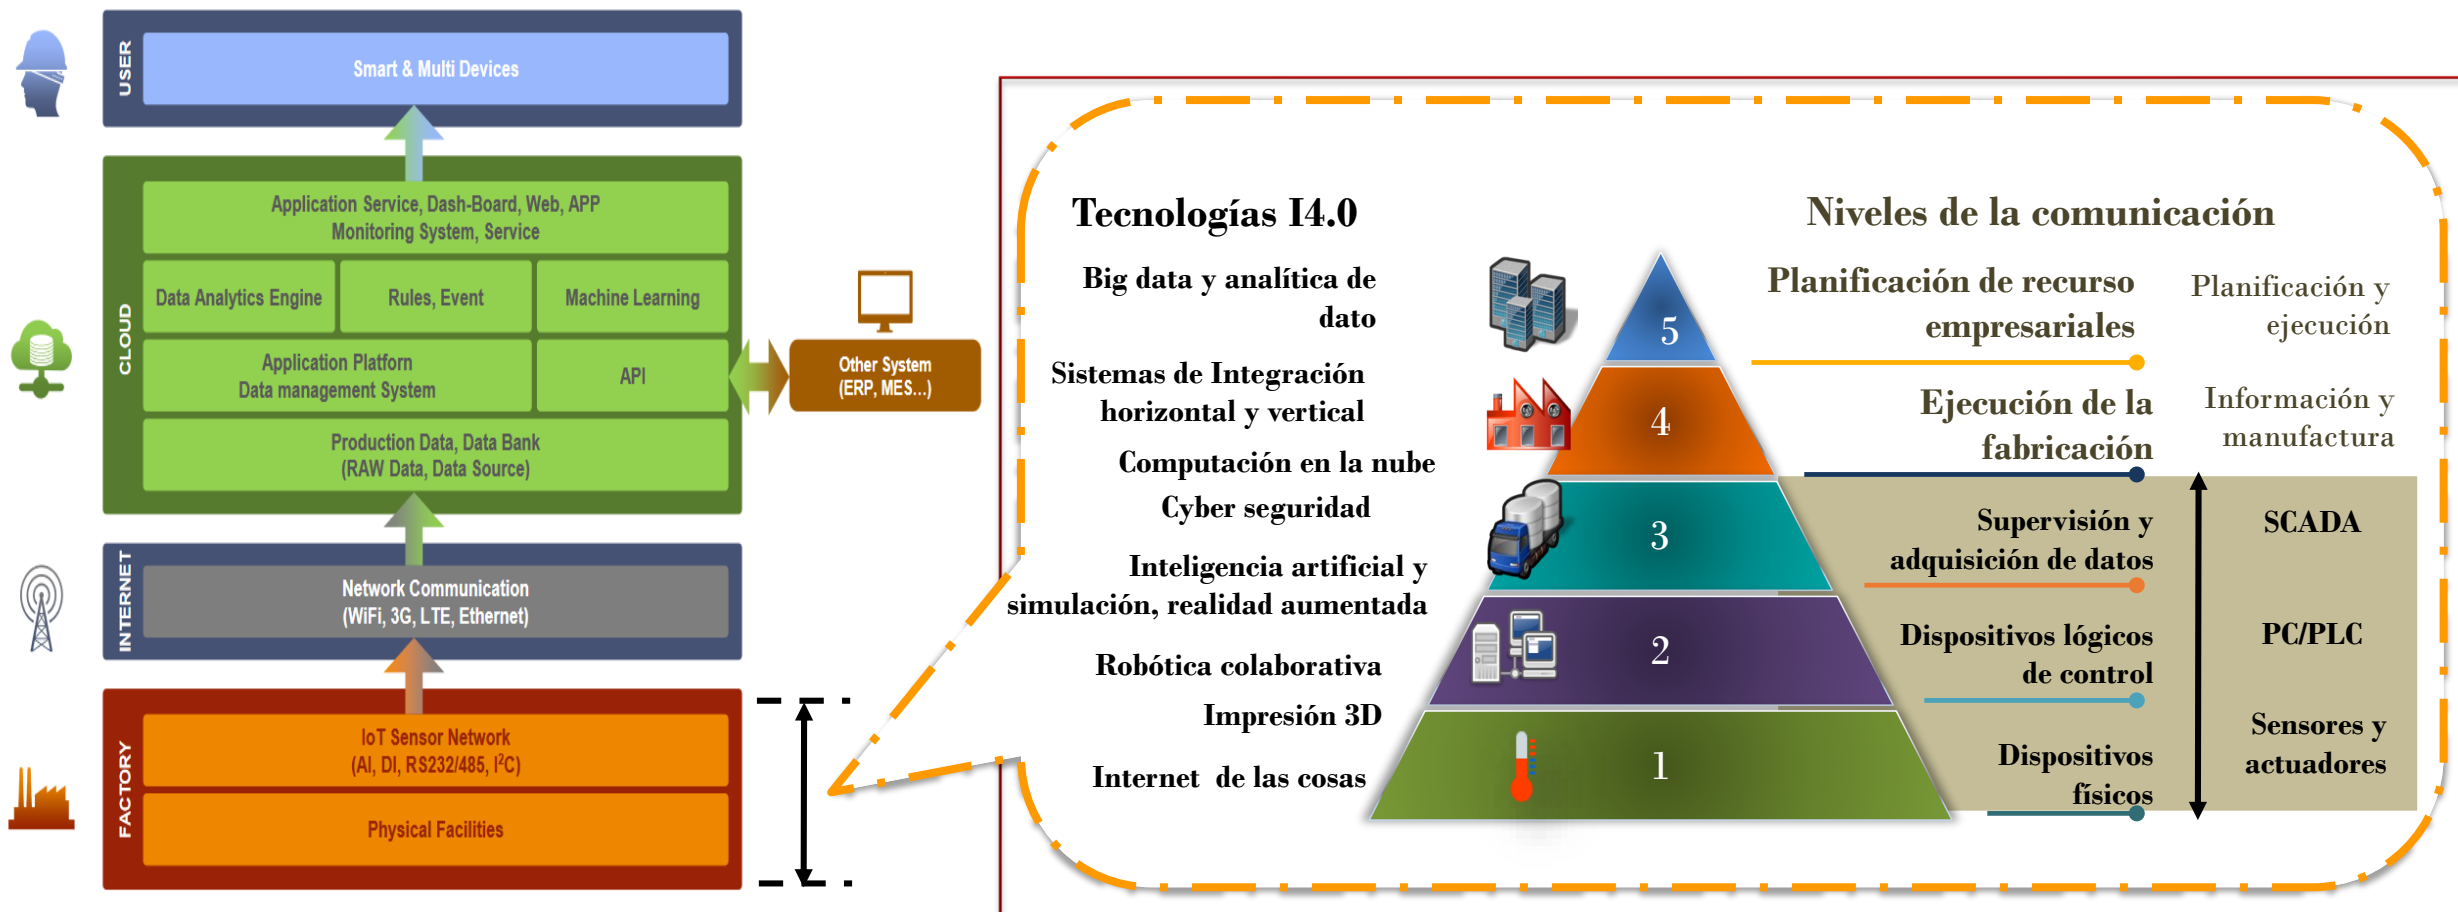 USER
Smart & Multi Devices
CLOUD
Application Service, Dash-Board, Web, APP
Monitoring System, Service
Data Analytics Engine
Rules, Event
Machine Learning
Application Platforn
Data management System
API
Production Data, Data Bank
(RAW Data, Data Source)
Other System
(ERP, MES...)
INTERNET
Network Communication
(WiFi, 3G, LTE, Ethernet)
FACTORY
IoT Sensor Network
(AI, DI, RS232/485, I²C)
Physical Facilities
Tecnologías I4.0
Big data y analítica de
dato
Sistemas de Integración
horizontal y vertical
Computación en la nube
Cyber seguridad
Inteligencia artificial y
simulación, realidad aumentada
Robótica colaborativa
Impresión 3D
Internet de las cosas
5
4
3
2
1
Niveles de la comunicación
Planificación de recurso
empresariales
Planificación y
ejecución
Ejecución de la
fabricación
Información y
manufactura
Supervisión y
adquisición de datos
SCADA
Dispositivos lógicos
de control
PC/PLC
Dispositivos
físicos
Sensores y
actuadores